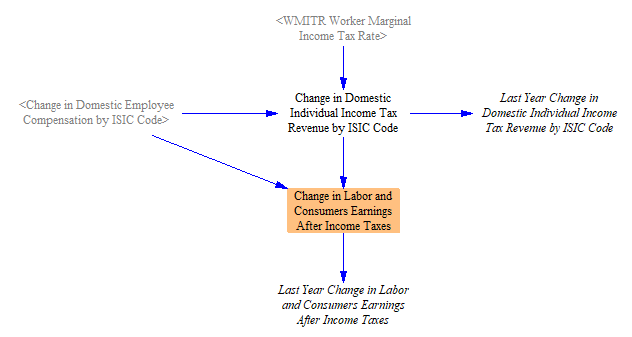 <WMITR Worker Marginal
Income Tax Rate>
<Change in Domestic Employee
Compensation by ISIC Code>
Change in Domestic
Individual Income Tax
Revenue by ISIC Code
Last Year Change in
Domestic Individual Income
Tax Revenue by ISIC Code
Change in Labor and
Consumers Earnings
After Income Taxes
Last Year Change in Labor
and Consumers Earnings
After Income Taxes